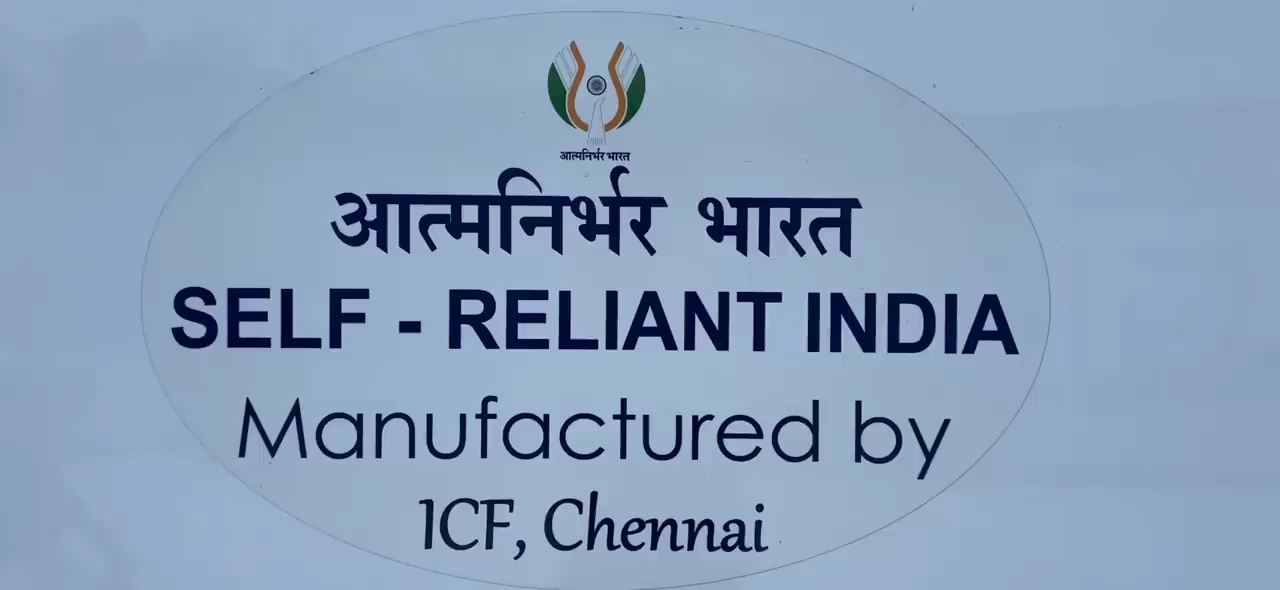 आत्मनिर्भर भारत
आत्मनिर्भर भारत
SELF - RELIANT INDIA
Manufactured by
ICF, Chennai